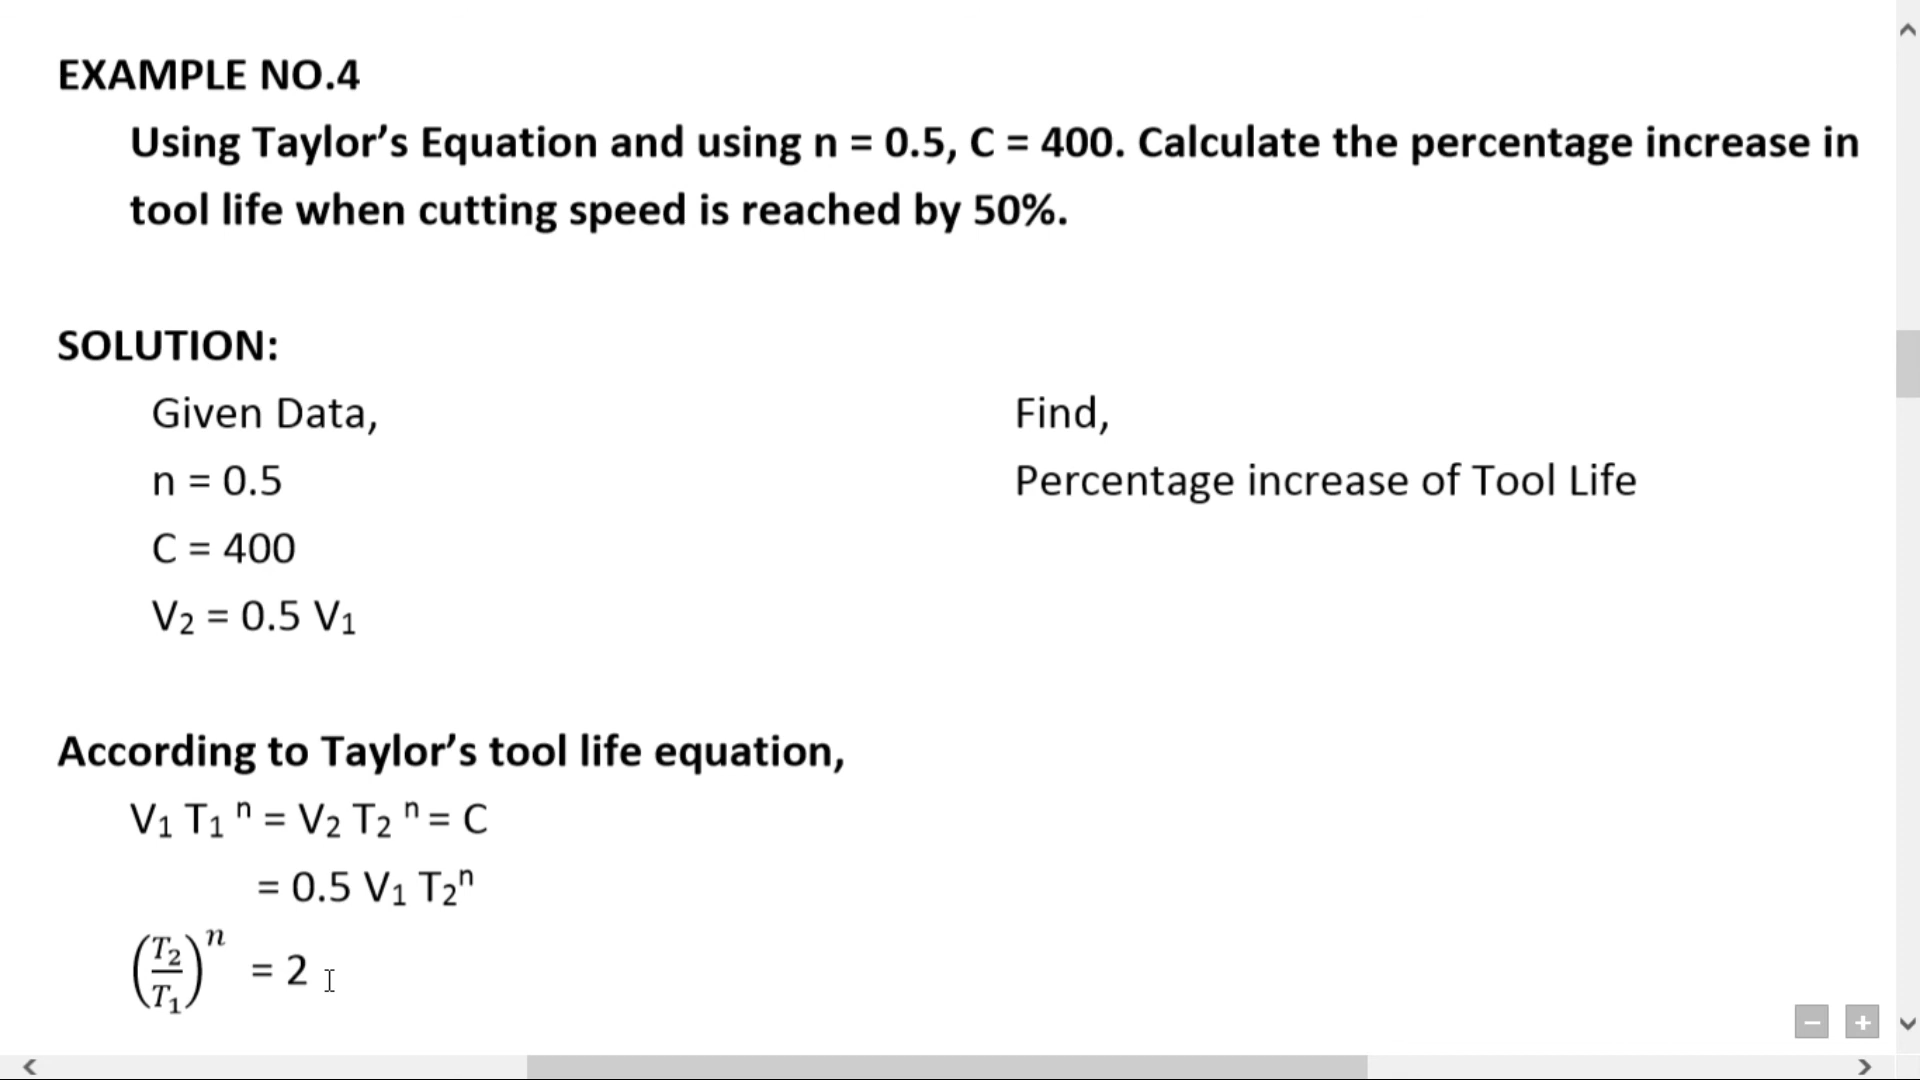 EXAMPLE NO.4
Using Taylor’s Equation and using n = 0.5, C = 400. Calculate the percentage increase in
tool life when cutting speed is reached by 50%.
SOLUTION:
Given Data,
Find,
n = 0.5
Percentage increase of Tool Life
C = 400
V₂ = 0.5 V₁
According to Taylor’s tool life equation,
V₁ T₁ ⁿ = V₂ T₂ ⁿ = C
= 0.5 V₁ T₂ⁿ
(T₂/T₁)ⁿ = 2